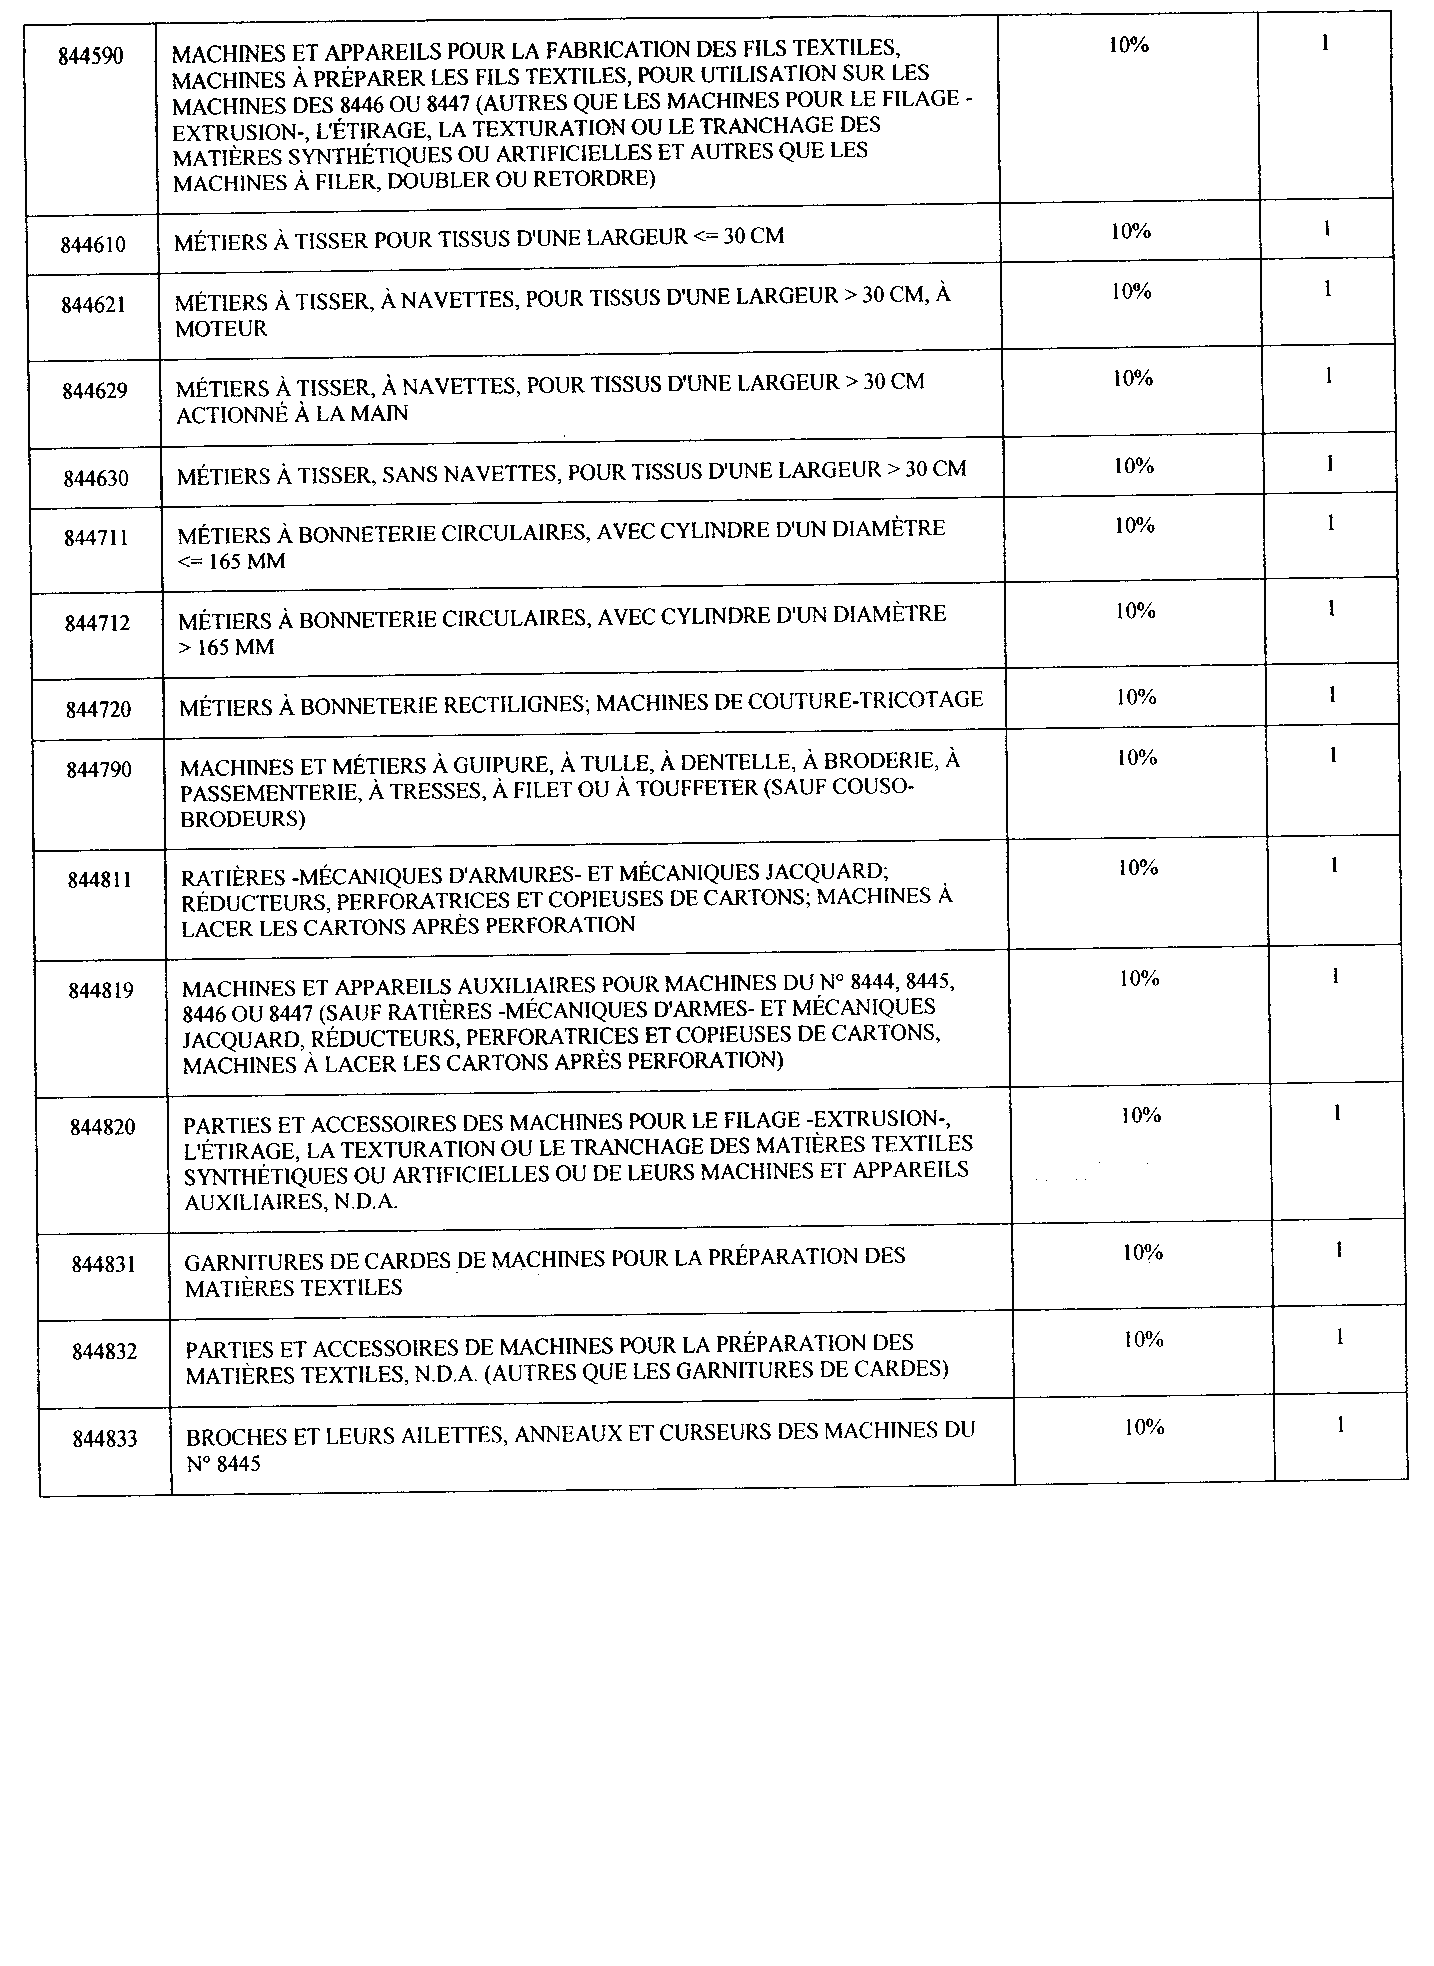 844590 MACHINES ET APPAREILS POUR LA FABRICATION DES FILS TEXTILES, 10% 1
MACHINES À PRÉPARER LES FILS TEXTILES, POUR UTILISATION SUR LES
MACHINES DES 8446 OU 8447 (AUTRES QUE LES MACHINES POUR LE FILAGE -
EXTRUSION-, L'ÉTIRAGE, LA TEXTURATION OU LE TRANCHAGE DES
MATIÈRES SYNTHÉTIQUES OU ARTIFICIELLES ET AUTRES QUE LES
MACHINES À FILER, DOUBLER OU RETORDRE)
844610 MÉTIERS À TISSER POUR TISSUS D'UNE LARGEUR <= 30 CM 10% 1
844621 MÉTIERS À TISSER, À NAVETTES, POUR TISSUS D'UNE LARGEUR > 30 CM, À 10% 1
MOTEUR
844629 MÉTIERS À TISSER, À NAVETTES, POUR TISSUS D'UNE LARGEUR > 30 CM 10% 1
ACTIONNÉ À LA MAIN
844630 MÉTIERS À TISSER, SANS NAVETTES, POUR TISSUS D'UNE LARGEUR > 30 CM 10% 1
844711 MÉTIERS À BONNETERIE CIRCULAIRES, AVEC CYLINDRE D'UN DIAMÈTRE 10% 1
<= 165 MM
844712 MÉTIERS À BONNETERIE CIRCULAIRES, AVEC CYLINDRE D'UN DIAMÈTRE 10% 1
> 165 MM
844720 MÉTIERS À BONNETERIE RECTILIGNES; MACHINES DE COUTURE-TRICOTAGE 10% 1
844790 MACHINES ET MÉTIERS À GUIPURE, À TULLE, À DENTELLE, À BRODERIE, À 10% 1
PASSEMENTERIE, À TRESSES, À FILET OU À TOUFFETER (SAUF COUSO-
BRODEURS)
844811 RATIÈRES -MÉCANIQUES D'ARMURES- ET MÉCANIQUES JACQUARD; 10% 1
RÉDUCTEURS, PERFORATRICES ET COPIEUSES DE CARTONS; MACHINES À
LACER LES CARTONS APRÈS PERFORATION
844819 MACHINES ET APPAREILS AUXILIAIRES POUR MACHINES DU N° 8444, 8445, 10% 1
8446 OU 8447 (SAUF RATIÈRES -MÉCANIQUES D'ARMES- ET MÉCANIQUES
JACQUARD, RÉDUCTEURS, PERFORATRICES ET COPIEUSES DE CARTONS,
MACHINES À LACER LES CARTONS APRÈS PERFORATION)
844820 PARTIES ET ACCESSOIRES DES MACHINES POUR LE FILAGE -EXTRUSION-, 10% 1
L'ÉTIRAGE, LA TEXTURATION OU LE TRANCHAGE DES MATIÈRES TEXTILES
SYNTHÉTIQUES OU ARTIFICIELLES OU DE LEURS MACHINES ET APPAREILS
AUXILIAIRES, N.D.A.
844831 GARNITURES DE CARDES DE MACHINES POUR LA PRÉPARATION DES 10% 1
MATIÈRES TEXTILES
844832 PARTIES ET ACCESSOIRES DE MACHINES POUR LA PRÉPARATION DES 10% 1
MATIÈRES TEXTILES, N.D.A. (AUTRES QUE LES GARNITURES DE CARDES)
844833 BROCHES ET LEURS AILETTES, ANNEAUX ET CURSEURS DES MACHINES DU 10% 1
N° 8445